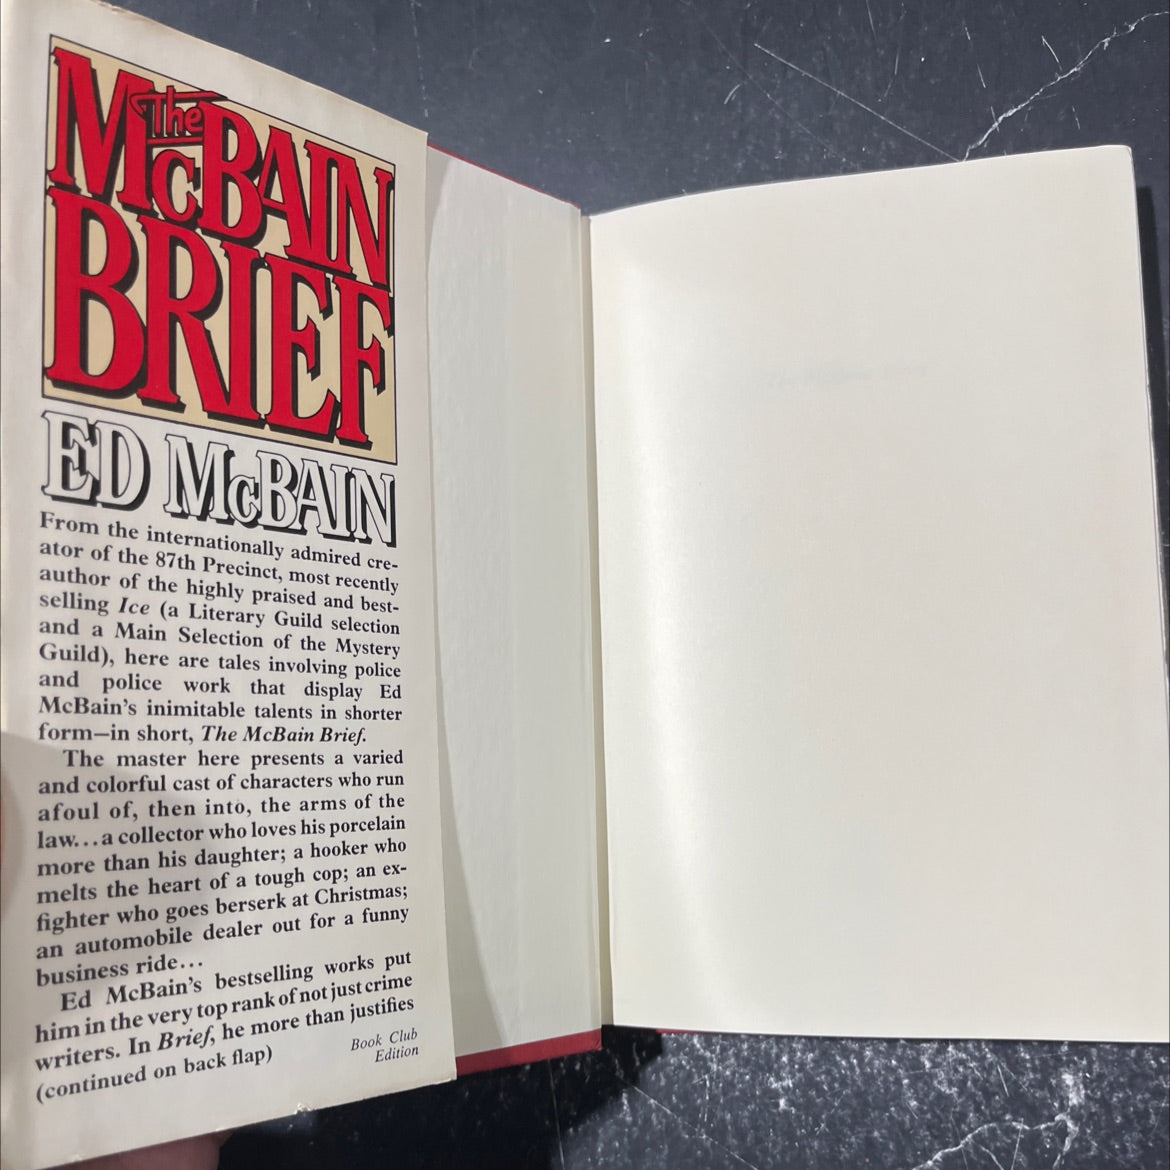 The
McBAIN
BRIEF
ED McBAIN
From the internationally admired cre-
ator of the 87th Precinct, most recently
author of the highly praised and best-
selling Ice (a Literary Guild selection
and a Main Selection of the Mystery
Guild), here are tales involving police
and police work that display Ed
McBain's inimitable talents in shorter
form—in short, The McBain Brief.
The master here presents a varied
and colorful cast of characters who run
afoul of, then into, the arms of the
law...a collector who loves his porcelain
more than his daughter; a hooker who
melts the heart of a tough cop; an ex-
fighter who goes berserk at Christmas;
an automobile dealer out for a funny
business ride...
Ed McBain's bestselling works put
him in the very top rank of not just crime
writers. In Brief, he more than justifies
(continued on back flap)
Book Club
Edition